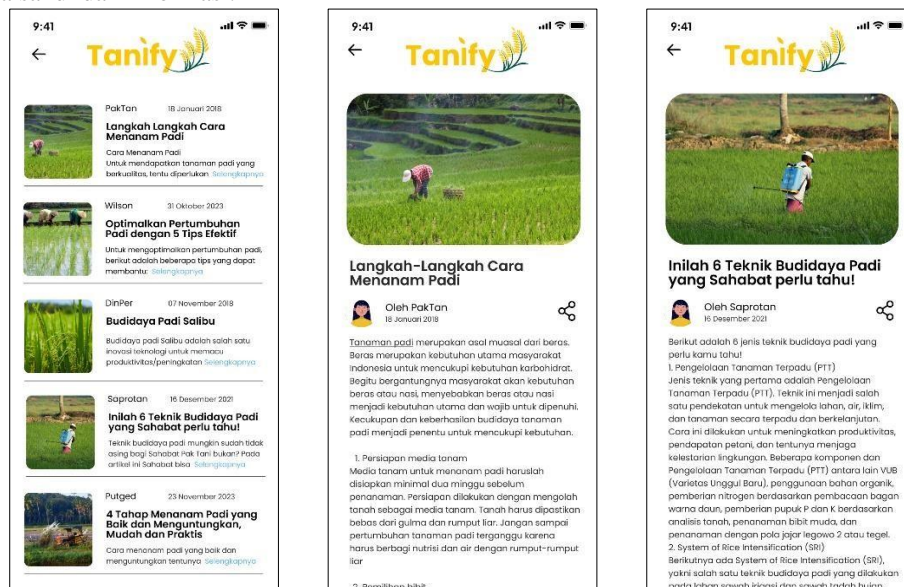 9:41
Tanify
PakTan 18 Januari 2018
Langkah Langkah Cara
Menanam Padi
Cara Menanam Padi
Untuk mendapatkan tanaman padi yang
berkualitas, tentu diperlukan Selengkapnya
Wilson 31 Oktober 2023
Optimalkan Pertumbuhan
Padi dengan 5 Tips Efektif
Untuk mengoptimalkan pertumbuhan padi,
berikut adalah beberapa tips yang dapat
membantu: Selengkapnya
DinPer 07 November 2018
Budidaya Padi Salibu
Budidaya padi Salibu adalah salah satu
inovasi teknologi untuk memacu
produktivitas/peningkatan Selengkapnya
Saprotan 16 Desember 2021
Inilah 6 Teknik Budidaya Padi
yang Sahabat perlu tahu!
Teknik budidaya padi mungkin sudah tidak
asing bagi Sahabat Pak Tani bukan? Pada
artikel ini Sahabat bisa Selengkapnya
Putged 23 November 2023
4 Tahap Menanam Padi yang
Baik dan Menguntungkan,
Mudah dan Praktis
Cara menanam padi yang baik dan
menguntungkan tentunya Selengkapnya
9:41
Tanify
Langkah-Langkah Cara
Menanam Padi
Oleh PakTan
18 Januari 2018
Tanaman padi merupakan asal muasal dari beras.
Beras merupakan kebutuhan utama masyarakat
Indonesia untuk mencukupi kebutuhan karbohidrat.
Begitu bergantungnya masyarakat akan kebutuhan
beras atau nasi, menyebabkan beras atau nasi
menjadi kebutuhan utama dan wajib untuk dipenuhi.
Kecukupan dan keberhasilan budidaya tanaman
padi menjadi penentu untuk mencukupi kebutuhan.
1. Persiapan media tanam
Media tanam untuk menanam padi haruslah
disiapkan minimal dua minggu sebelum
penanaman. Persiapan dilakukan dengan mengolah
tanah sebagai media tanam. Tanah harus dipastikan
bebas dari gulma dan rumput liar. Jangan sampai
pertumbuhan tanaman padi terganggu karena
harus berbagi nutrisi dan air dengan rumput-rumput
liar
2. Pemilihan bibit
9:41
Tanify
Inilah 6 Teknik Budidaya Padi
yang Sahabat perlu tahu!
Oleh Saprotan
16 Desember 2021
Berikut adalah 6 jenis teknik budidaya padi yang
perlu kamu tahu!
1. Pengelolaan Tanaman Terpadu (PTT)
Jenis teknik yang pertama adalah Pengelolaan
Tanaman Terpadu (PTT). Teknik ini menjadi salah
satu pendekatan untuk mengelola lahan, air, iklim,
dan tanaman secara terpadu dan berkelanjutan.
Cara ini dilakukan untuk meningkatkan produktivitas,
pendapatan petani, dan tentunya menjaga
kelestarian lingkungan. Beberapa komponen dan
Pengelolaan Tanaman Terpadu (PTT) antara lain VUB
(Varietas Unggul Baru), penggunaan bahan organik,
pemberian nitrogen berdasarkan pembacaan bagan
warna daun, pemberian pupuk P dan K berdasarkan
analisis tanah, penanaman bibit muda, dan
penanaman dengan pola jajar legowo 2 atau tegel.
2. System of Rice Intensification (SRI)
Berikutnya ada System of Rice Intensification (SRI),
yakni salah satu teknik budidaya padi yang dilakukan
pada lahan sawah irigasi dan sawah tadah hujan